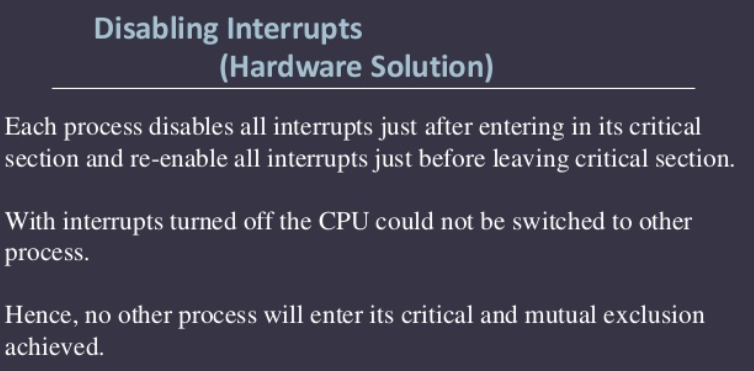 Disabling Interrupts
(Hardware Solution)
Each process disables all interrupts just after entering in its critical
section and re-enable all interrupts just before leaving critical section.
With interrupts turned off the CPU could not be switched to other
process.
Hence, no other process will enter its critical and mutual exclusion
achieved.